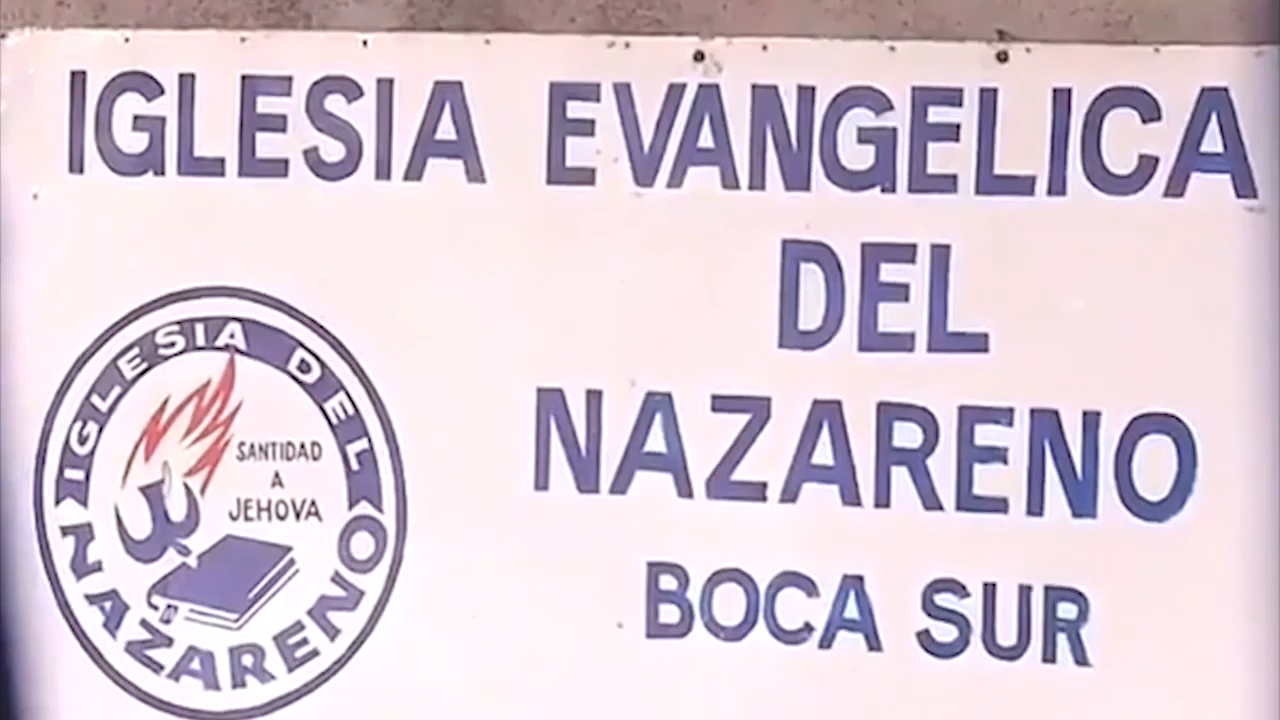 IGLESIA EVANGELICA
DEL
NAZARENO
BOCA SUR
IGLESIA DEL
NAZARENO
SANTIDAD
A
JEHOVA